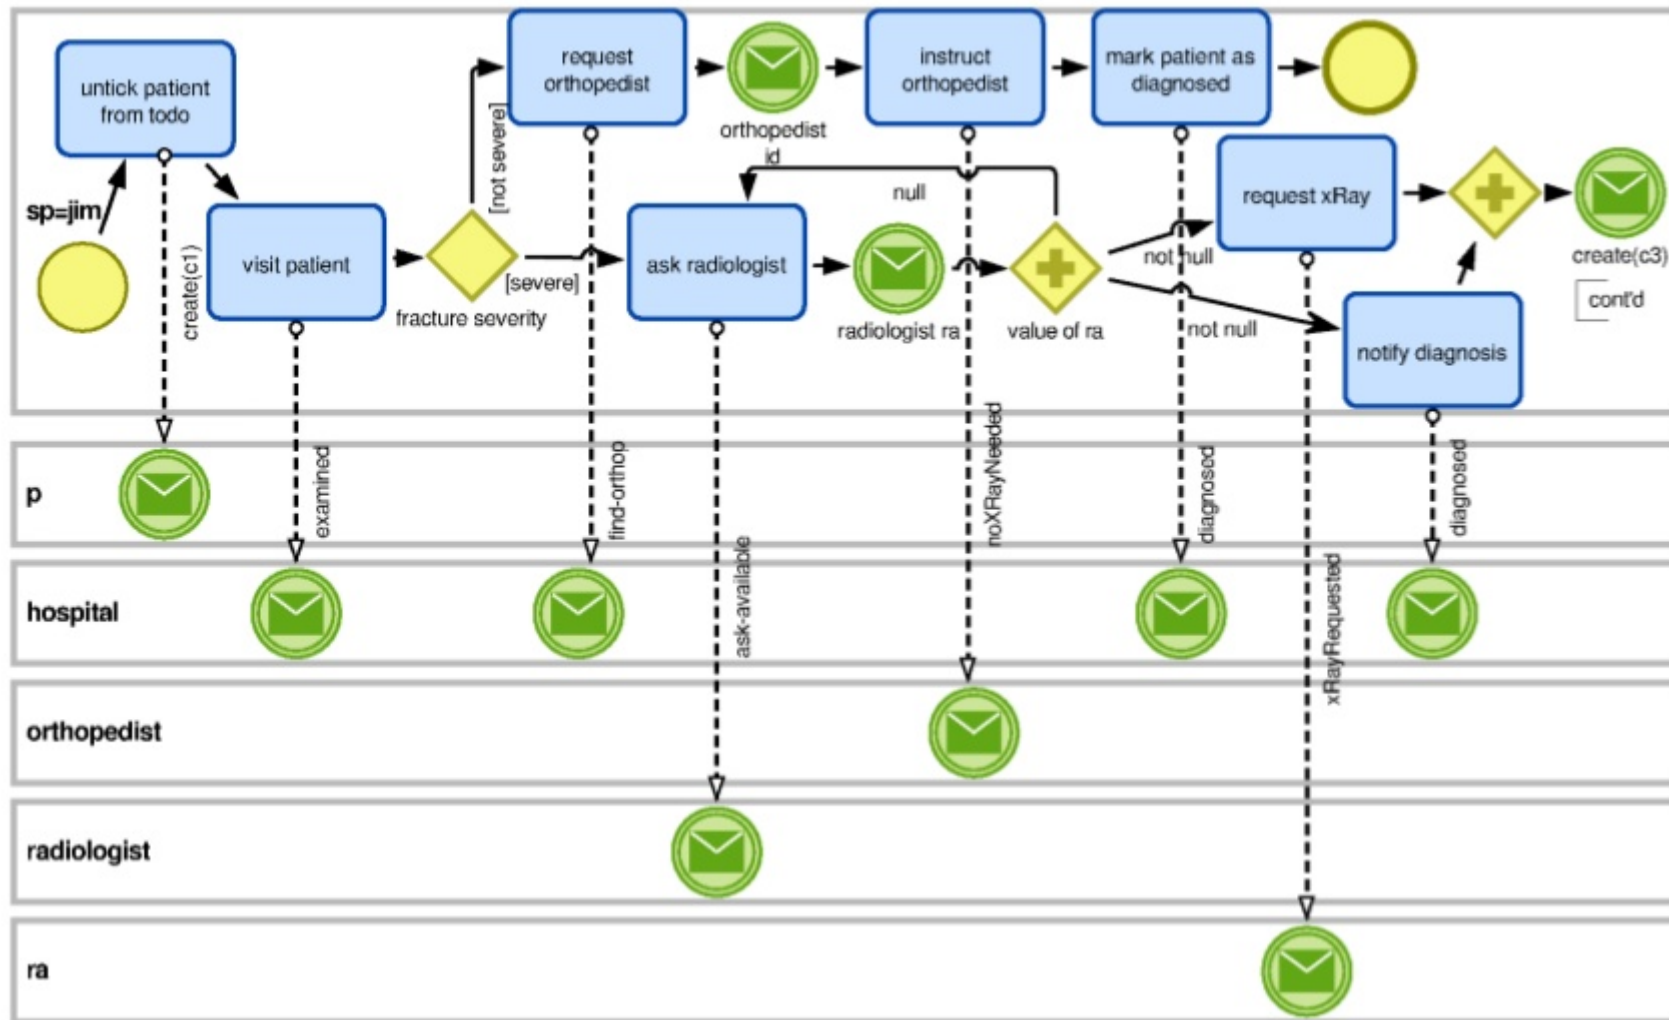 request
orthopedist
instruct
orthopedist
mark patient as
diagnosed
untick patient
from todo
orthopedist
id
[not severe]
null
request xRay
sp=jim
create(c1)
visit patient
ask radiologist
not null
create(c3)
[severee]
cont'd
fracture severity
radiologist ra
value of ra
not null
notify diagnosis
p
examined
find-orthop
noXRayNeeded
diagnosed
diagnosed
hospital
ask-available
xRayRequested
orthopedist
radiologist
ra